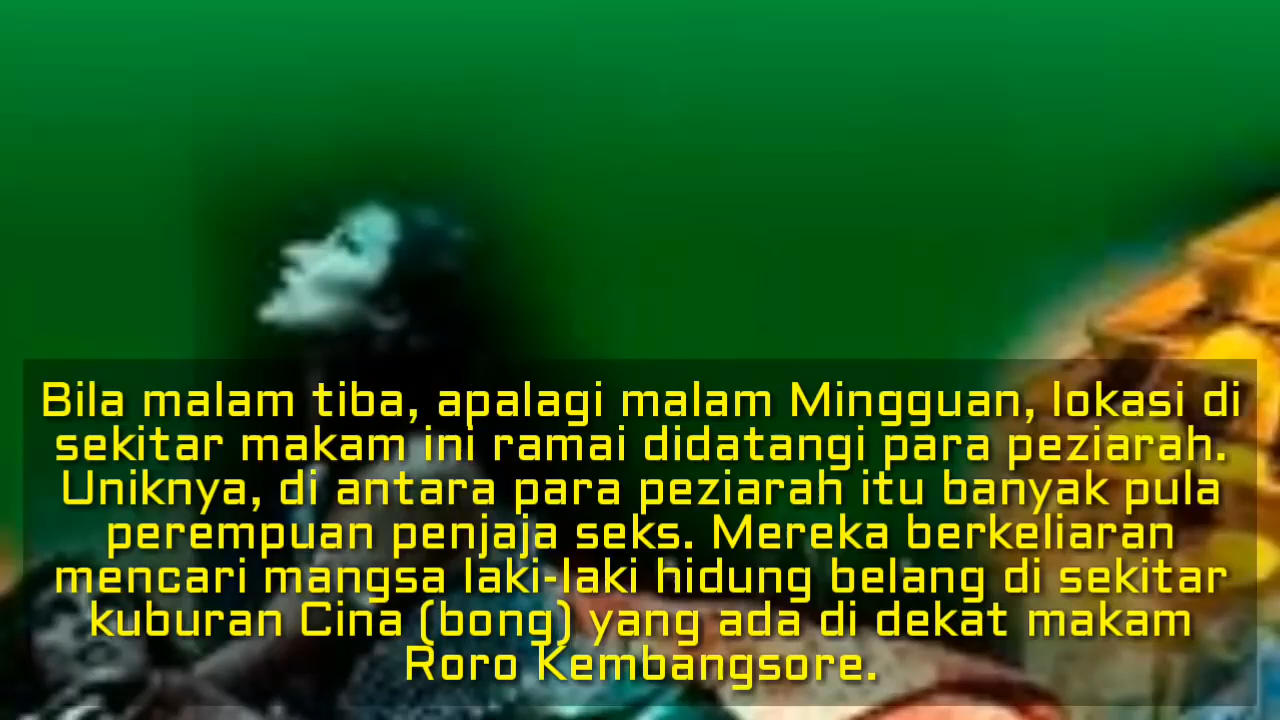 Bila malam tiba, apalagi malam Mingguan, lokasi di
sekitar makam ini ramai didatangi para peziarah.
Uniknya, di antara para peziarah itu banyak pula
perempuan penjaja seks. Mereka berkeliaran
mencari mangsa laki-laki hidung belang di sekitar
kuburan Cina (bong) yang ada di dekat makam
Roro Kembangsore.